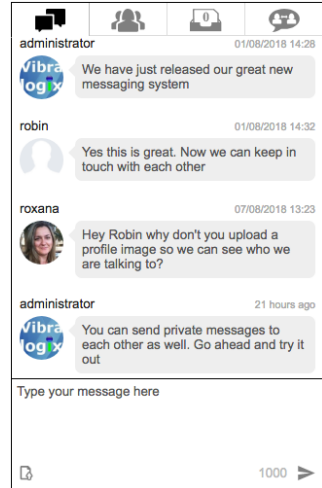 0
administrator 01/08/2018 14:28
Vibra
logix
We have just released our great new
messaging system
robin 01/08/2018 14:32
Yes this is great. Now we can keep in
touch with each other
roxana 07/08/2018 13:23
Hey Robin why don't you upload a
profile image so we can see who we
are talking to?
administrator 21 hours ago
Vibra
logix
You can send private messages to
each other as well. Go ahead and try it
out
Type your message here
1000